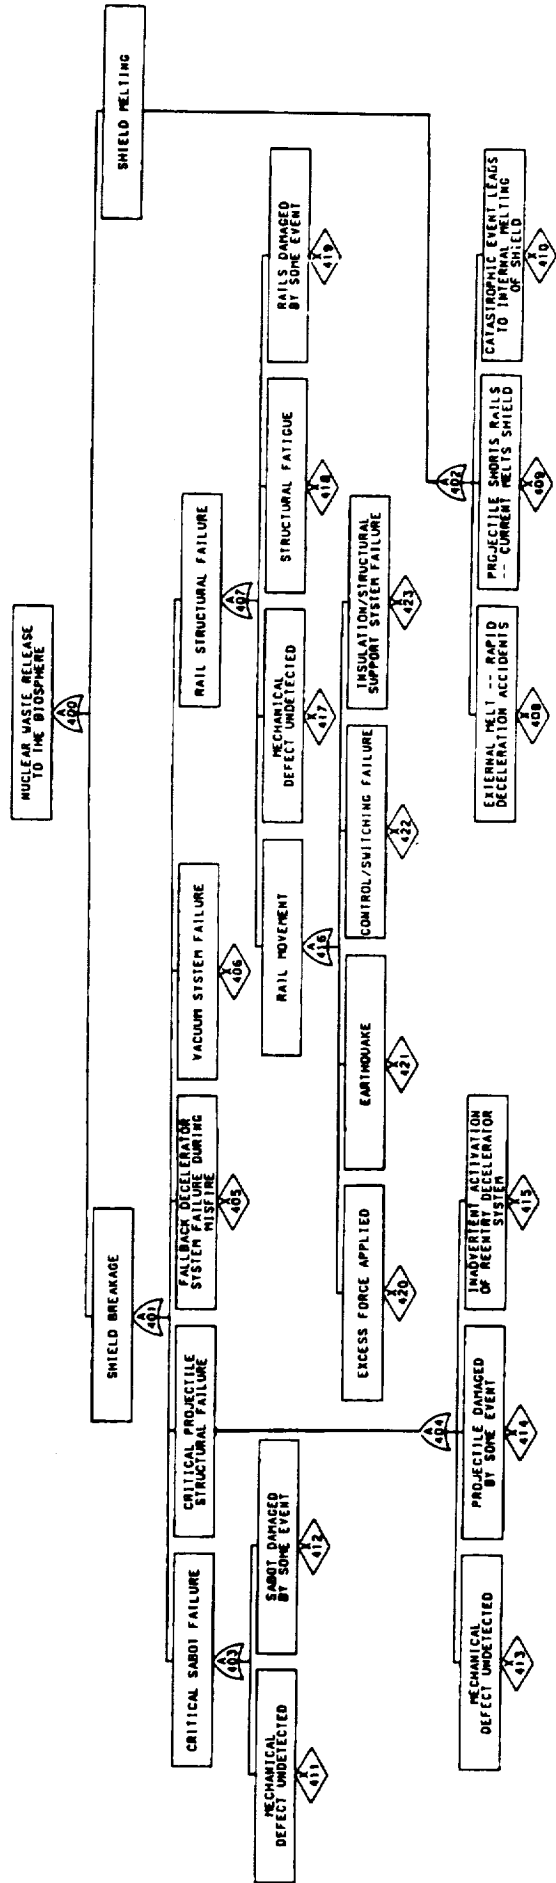 NUCLEAR WASTE RELEASE
TO THE BIOSPHERE
A
400
SHIELD BREAKAGE
A
401
SHIELD MELTING
CRITICAL SABOT FAILURE
A
403
CRITICAL PROJECTILE
STRUCTURAL FAILURE
FALLBACK DECELERATOR
SYSTEM FAILURE DURING
MISFIRE
X
405
VACUUM SYSTEM FAILURE
X
406
RAIL STRUCTURAL FAILURE
A
407
MECHANICAL
DEFECT UNDETECTED
X
411
SABOT DAMAGED
BY SOME EVENT
X
412
RAIL MOVEMENT
A
416
MECHANICAL
DEFECT UNDETECTED
X
417
STRUCTURAL FATIGUE
X
418
RAILS DAMAGED
BY SOME EVENT
X
419
EXCESS FORCE APPLIED
X
420
EARTHQUAKE
X
421
CONTROL/SWITCHING FAILURE
X
422
INSULATION/STRUCTURAL
SUPPORT SYSTEM FAILURE
X
423
A
404
A
402
MECHANICAL
DEFECT UNDETECTED
X
413
PROJECTILE DAMAGED
BY SOME EVENT
X
414
INADVERTENT ACTIVATION
OF REENTRY DECELERATOR
SYSTEM
X
415
EXTERNAL MELT -- RAPID
DECELERATION ACCIDENTS
X
408
PROJECTILE SHORTS RAILS
-- CURRENT MELTS SHIELD
X
409
CATASTROPHIC EVENT LEADS
TO INTERNAL MELTING
OF SHIELD
X
410